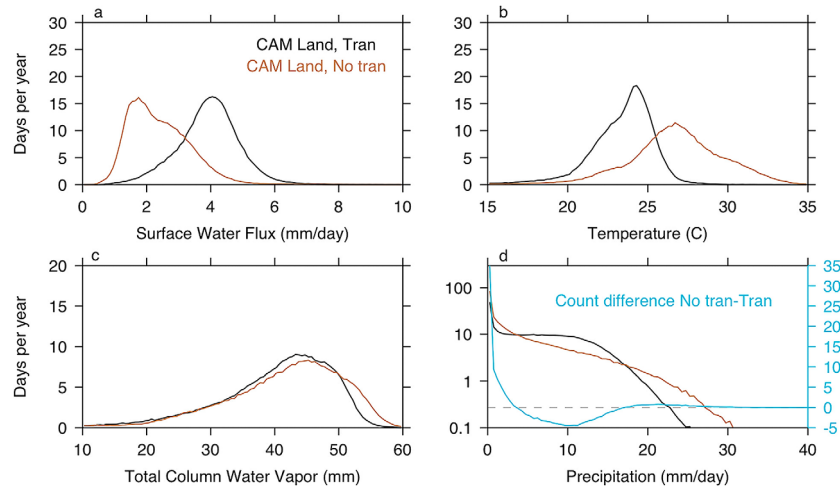 a
30
25
20
15
10
5
0
Days per year
CAM Land, Tran
CAM Land, No tran
0 2 4 6 8 10
Surface Water Flux (mm/day)
b
30
25
20
15
10
5
0
15 20 25 30 35
Temperature (C)
c
20
15
10
5
0
Days per year
10 20 30 40 50 60
Total Column Water Vapor (mm)
d
100
10
1
0.1
Count difference No tran-Tran
35
30
25
20
15
10
5
0
-5
0 10 20 30 40
Precipitation (mm/day)